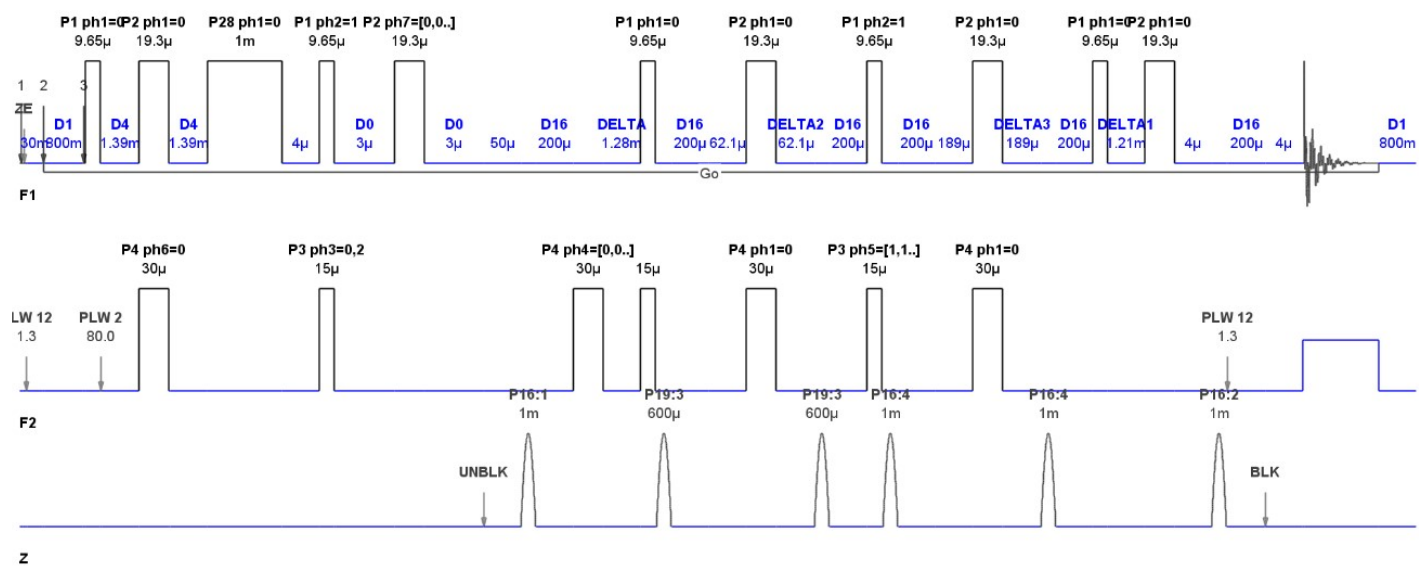 P1 ph1=0 P2 ph1=0 P28 ph1=0 P1 ph2=1 P2 ph7=[0,0..] P1 ph1=0 P2 ph1=0 P1 ph2=1 P2 ph1=0 P1 ph1=0 P2 ph1=0
9.65µ 19.3µ 1m 9.65µ 19.3µ 9.65µ 19.3µ 9.65µ 19.3µ 9.65µ 19.3µ
1 2 3
ZE
D1 D4 D4 D0 D0 D16 DELTA D16 DELTA2 D16 D16 DELTA3 D16 DELTA1 D16 D1
30m 800m 1.39m 1.39m 4µ 3µ 3µ 50µ 200µ 1.28m 200µ 62.1µ 62.1µ 200µ 200µ 189µ 189µ 200µ 1.21m 4µ 200µ 4µ 800m
Go
F1
P4 ph6=0 P3 ph3=0,2 P4 ph4=[0,0..] P4 ph1=0 P3 ph5=[1,1..] P4 ph1=0
30µ 15µ 30µ 15µ 30µ 15µ 30µ
LW 12 PLW 2 PLW 12
1.3 80.0 1.3
P16:1 P19:3 P19:3 P16:4 P16:4 P16:2
1m 600µ 600µ 1m 1m 1m
F2
UNBLK BLK
Z